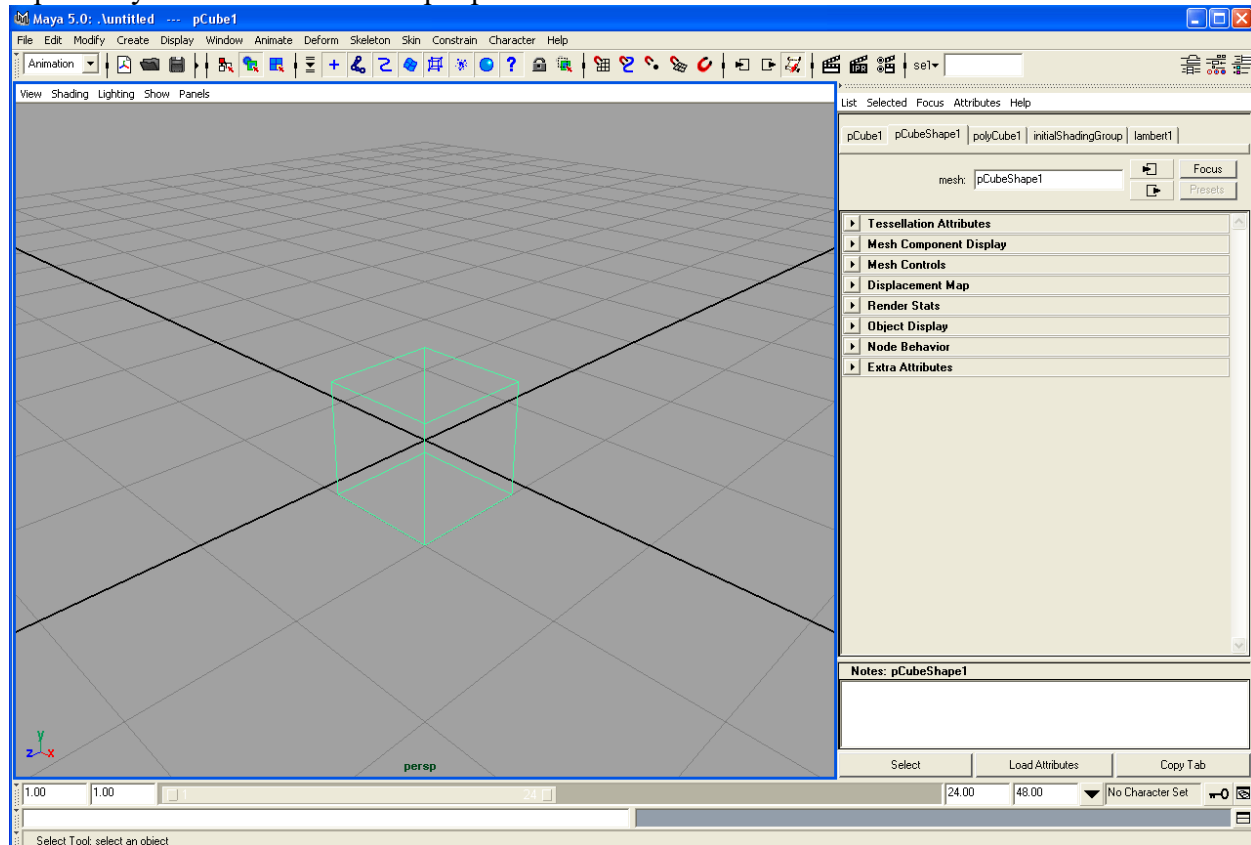 Maya 5.0: .\untitled --- pCube1
File Edit Modify Create Display Window Animate Deform Skeleton Skin Constrain Character Help
Animation sel
View Shading Lighting Show Panels
List Selected Focus Attributes Help
pCube1 pCubeShape1 polyCube1 initialShadingGroup lambert1
mesh: pCubeShape1 Focus
Presets
Tessellation Attributes
Mesh Component Display
Mesh Controls
Displacement Map
Render Stats
Object Display
Node Behavior
Extra Attributes
Notes: pCubeShape1
y
z x
persp
Select Load Attributes Copy Tab
1.00 1.00 1 24 24.00 48.00 No Character Set
Select Tool: select an object